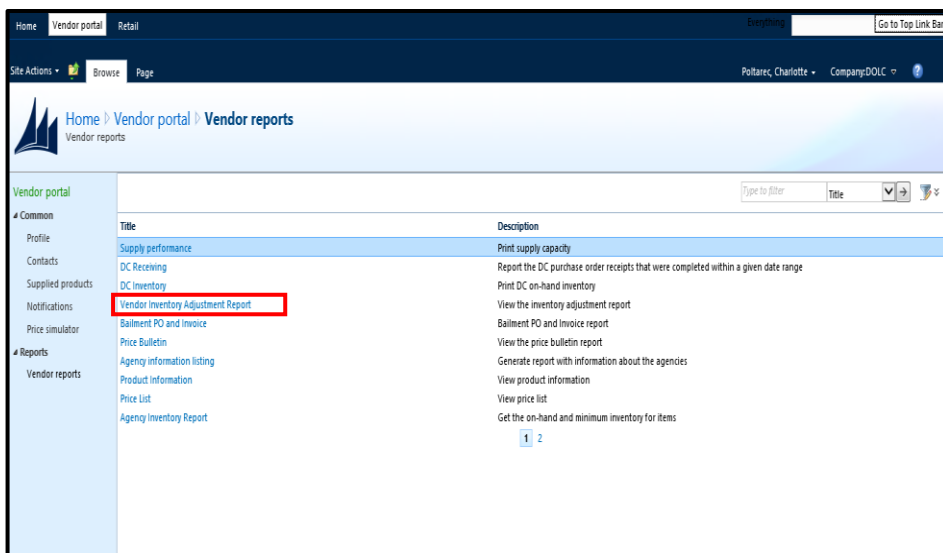 Home Vendor portal Retail Everything Go to Top Link Bar
Site Actions Browse Page Poltarec, Charlotte Company:DOLC
Home Vendor portal Vendor reports
Vendor reports
Vendor portal
Common
Profile
Contacts
Supplied products
Notifications
Price simulator
Reports
Vendor reports
Type to filter Title
Title Description
Supply performance Print supply capacity
DC Receiving Report the DC purchase order receipts that were completed within a given date range
DC Inventory Print DC on-hand inventory
Vendor Inventory Adjustment Report View the inventory adjustment report
Bailment PO and Invoice Bailment PO and Invoice report
Price Bulletin View the price bulletin report
Agency information listing Generate report with information about the agencies
Product Information View product information
Price List View price list
Agency Inventory Report Get the on-hand and minimum inventory for items
1 2